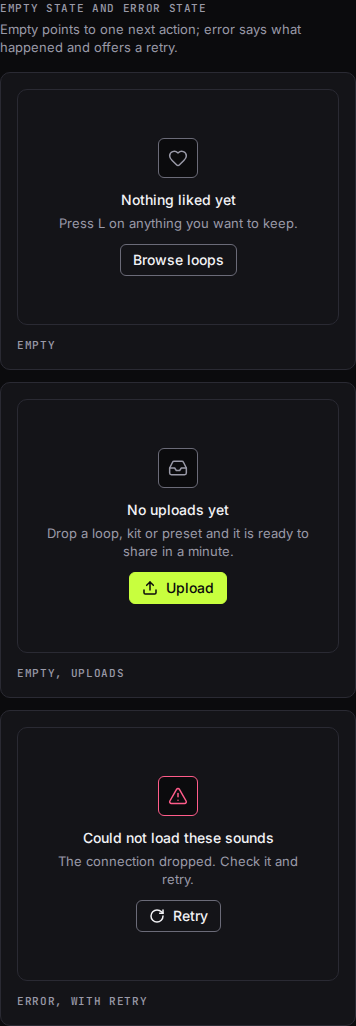 EMPTY STATE AND ERROR STATE
Empty points to one next action; error says what
happened and offers a retry.
Nothing liked yet
Press L on anything you want to keep.
Browse loops
EMPTY
No uploads yet
Drop a loop, kit or preset and it is ready to
share in a minute.
Upload
EMPTY, UPLOADS
Could not load these sounds
The connection dropped. Check it and
retry.
Retry
ERROR, WITH RETRY